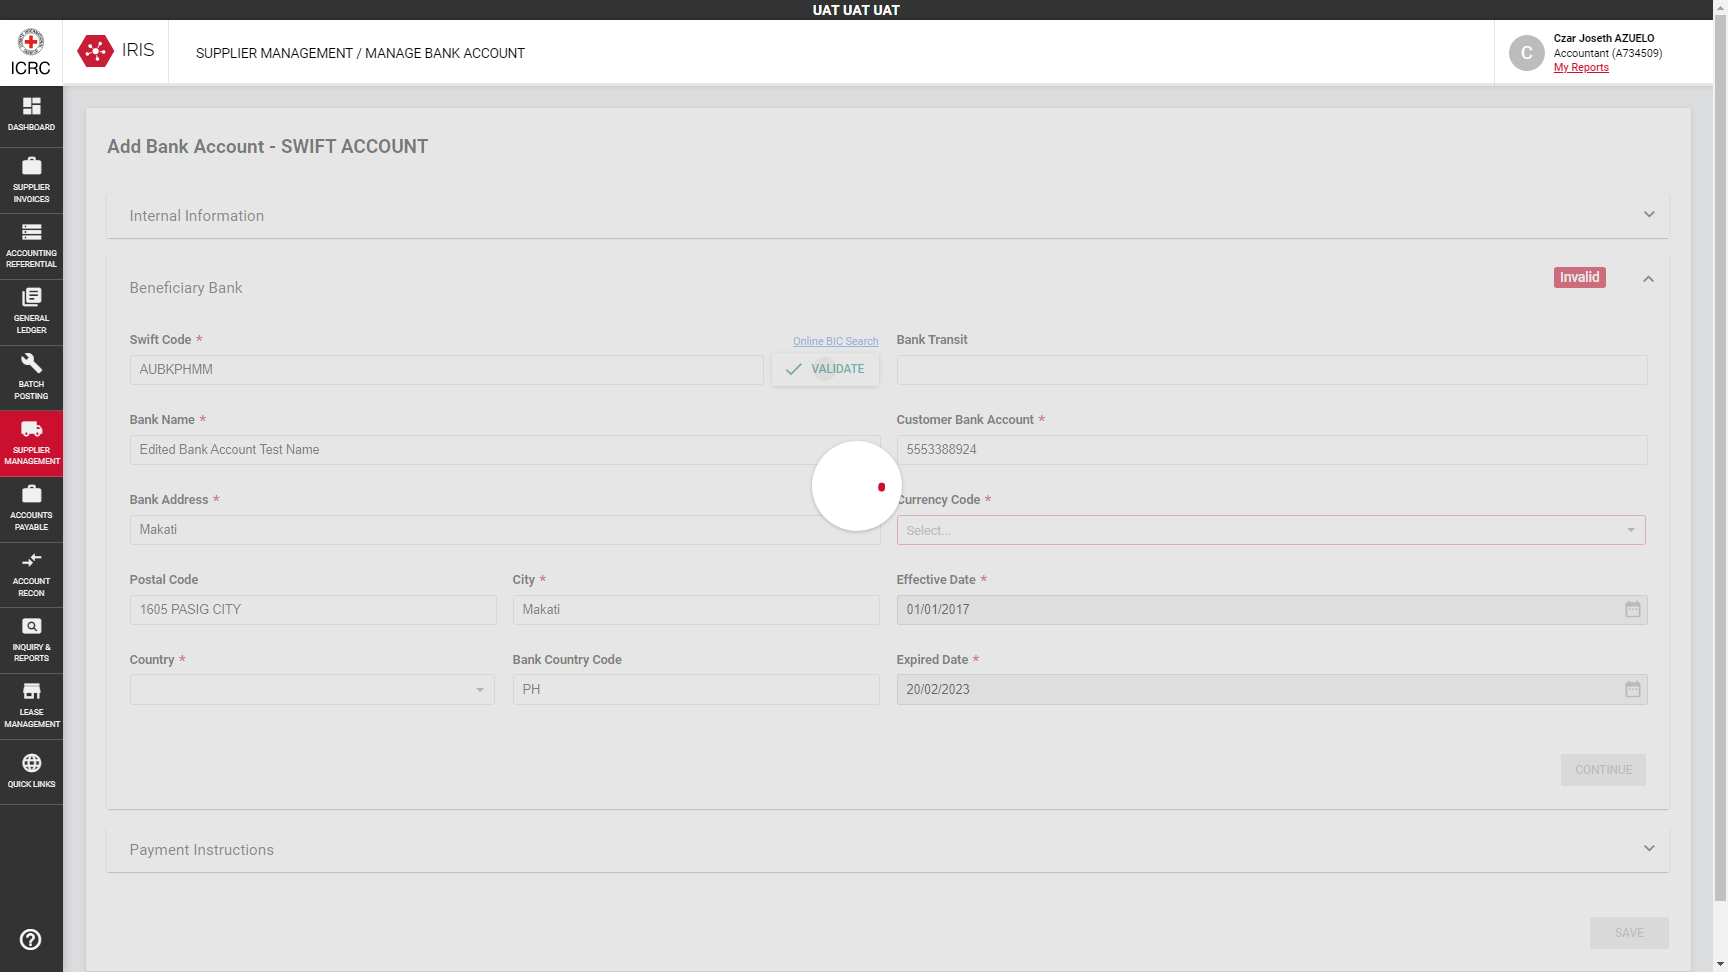 UAT UAT UAT
ICRC
IRIS
SUPPLIER MANAGEMENT / MANAGE BANK ACCOUNT
C
Czar Joseth AZUELO
Accountant (A734509)
My Reports
DASHBOARD
SUPPLIER
INVOICES
ACCOUNTING
REFERENTIAL
GENERAL
LEDGER
BATCH
POSTING
SUPPLIER
MANAGEMENT
ACCOUNTS
PAYABLE
ACCOUNT
RECON
INQUIRY &
REPORTS
LEASE
MANAGEMENT
QUICK LINKS
Add Bank Account - SWIFT ACCOUNT
Internal Information
Beneficiary Bank
Invalid
Swift Code *
Online BIC Search
AUBKPHMM
VALIDATE
Bank Transit
Bank Name *
Edited Bank Account Test Name
Customer Bank Account *
5553388924
Bank Address *
Makati
Currency Code *
Select...
Postal Code
1605 PASIG CITY
City *
Makati
Effective Date *
01/01/2017
Country *
Bank Country Code
PH
Expired Date *
20/02/2023
CONTINUE
Payment Instructions
SAVE